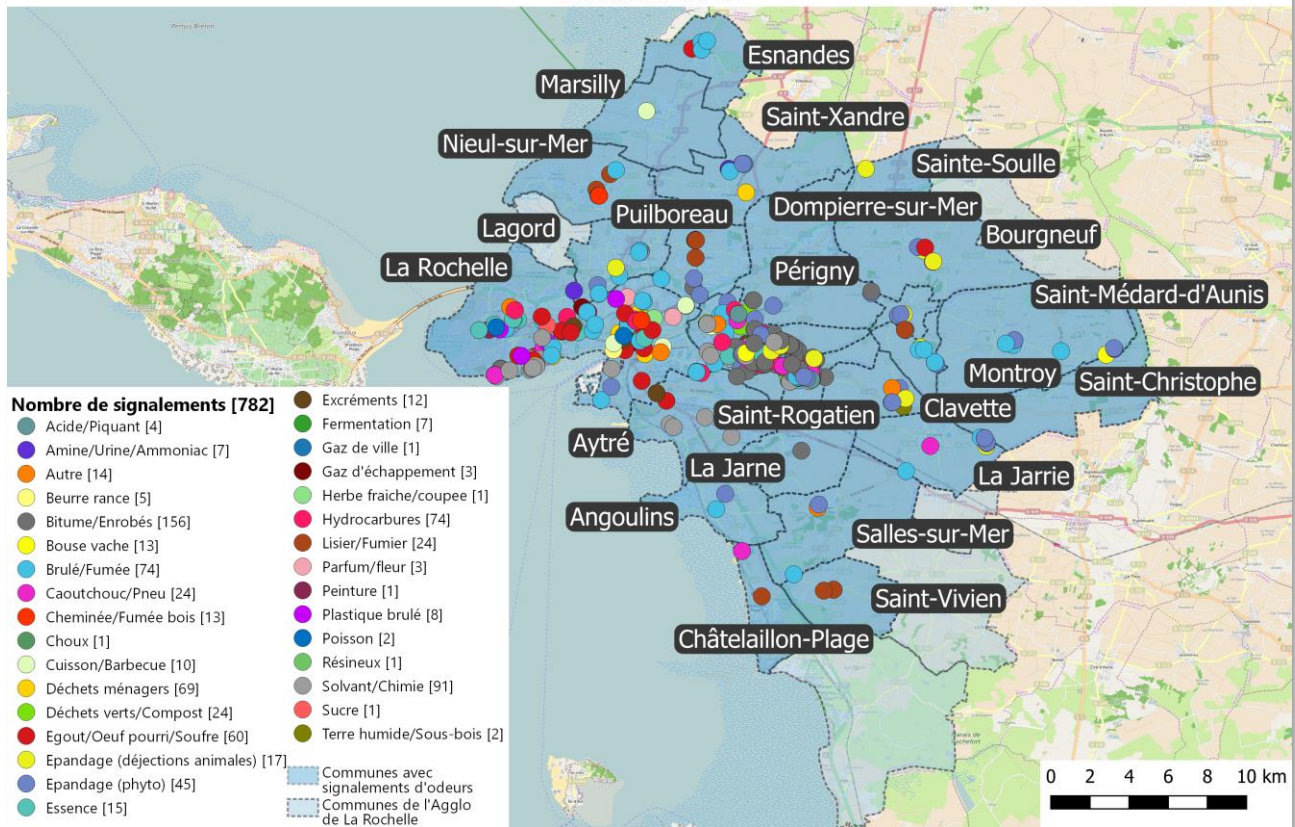 Pertuis Breton
Esnandes
Marsilly
Saint-Xandre
Nieul-sur-Mer
Sainte-Soulle
Puilboreau
Dompierre-sur-Mer
Lagord
Bourgneuf
La Rochelle
Périgny
Saint-Médard-d'Aunis
Montroy
Saint-Christophe
Saint-Rogatien
Clavette
Aytré
La Jarne
La Jarrie
Angoulins
Salles-sur-Mer
Saint-Vivien
Châtelaillon-Plage
Nombre de signalements [782]
Acide/Piquant [4]
Amine/Urine/Ammoniac [7]
Autre [14]
Beurre rance [5]
Bitume/Enrobés [156]
Bouse vache [13]
Brulé/Fumée [74]
Caoutchouc/Pneu [24]
Cheminée/Fumée bois [13]
Choux [1]
Cuisson/Barbecue [10]
Déchets ménagers [69]
Déchets verts/Compost [24]
Egout/Oeuf pourri/Soufre [60]
Epandage (déjections animales) [17]
Epandage (phyto) [45]
Essence [15]
Excréments [12]
Fermentation [7]
Gaz de ville [1]
Gaz d'échappement [3]
Herbe fraiche/coupee [1]
Hydrocarbures [74]
Lisier/Fumier [24]
Parfum/fleur [3]
Peinture [1]
Plastique brulé [8]
Poisson [2]
Résineux [1]
Solvant/Chimie [91]
Sucre [1]
Terre humide/Sous-bois [2]
Communes avec
signalements d'odeurs
Communes de l'Agglo
de La Rochelle
0 2 4 6 8 10 km